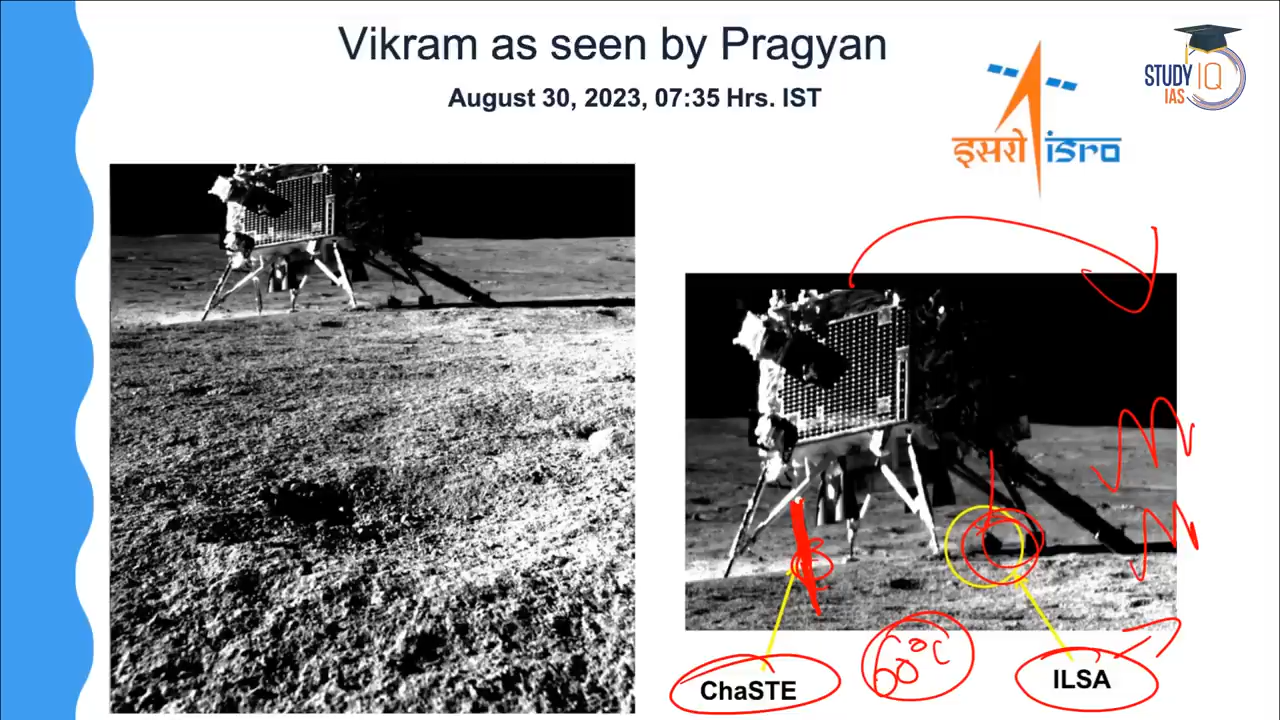 Vikram as seen by Pragyan
August 30, 2023, 07:35 Hrs. IST
STUDY IQ
IAS
इसरो isro
60°C
ChaSTE
ILSA